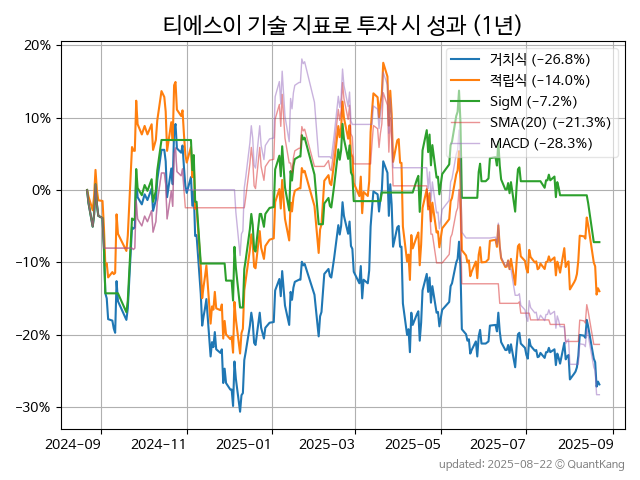 티에스이 기술 지표로 투자 시 성과 (1년)
20%
10%
0%
−10%
−20%
−30%
거치식 (−26.8%)
적립식 (−14.0%)
SigM (−7.2%)
SMA(20) (−21.3%)
MACD (−28.3%)
2024−09 2024−11 2025−01 2025−03 2025−05 2025−07 2025−09
updated: 2025−08−22 © QuantKang